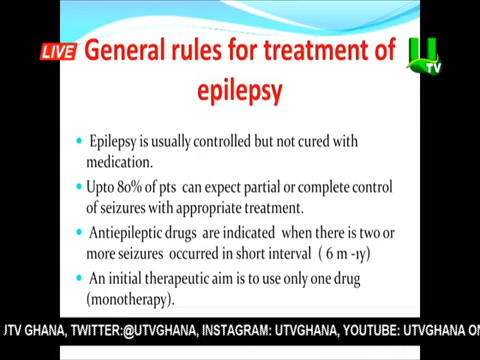 LIVE
General rules for treatment of
epilepsy
U
TV
• Epilepsy is usually controlled but not cured with
medication.
• Upto 80% of pts can expect partial or complete control
of seizures with appropriate treatment.
• Antiepileptic drugs are indicated when there is two or
more seizures occurred in short interval ( 6 m -1y)
• An initial therapeutic aim is to use only one drug
(monotherapy).
UTV GHANA, TWITTER:@UTVGHANA, INSTAGRAM: UTVGHANA, YOUTUBE: UTVGHANA ON